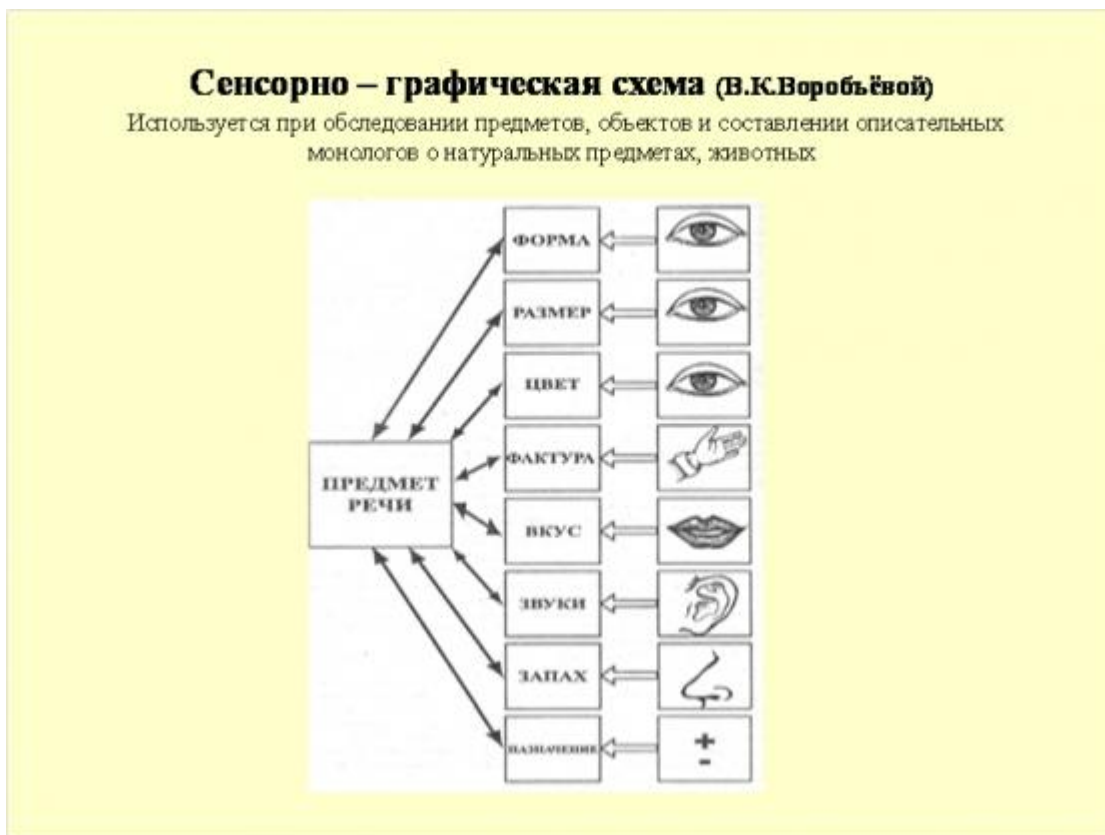 Сенсорно – графическая схема (В.К.Воробьёвой)
Используется при обследовании предметов, объектов и составлении описательных
монологов о натуральных предметах, животных
ФОРМА
РАЗМЕР
ЦВЕТ
ФАКТУРА
ПРЕДМЕТ
РЕЧИ
ВКУС
ЗВУКИ
ЗАПАХ
НАЗНАЧЕНИЕ
+
-